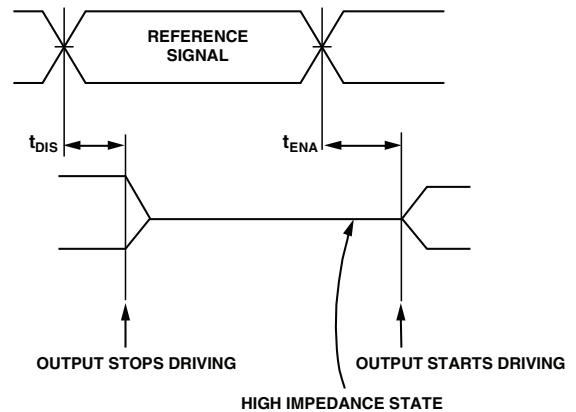 REFERENCE
SIGNAL
tDIS
tENA
OUTPUT STOPS DRIVING
OUTPUT STARTS DRIVING
HIGH IMPEDANCE STATE